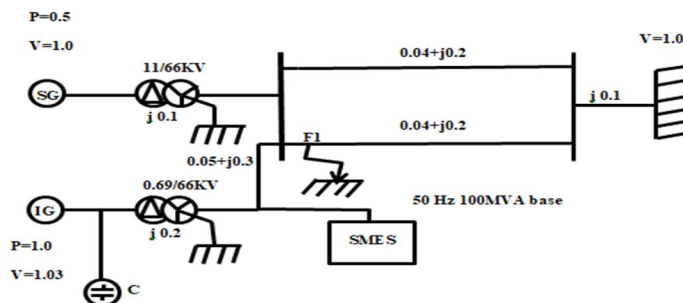 P=0.5
V=1.0
11/66KV
SG
j 0.1
0.04+j0.2
V=1.0
j 0.1
0.04+j0.2
F1
0.05+j0.3
0.69/66KV
IG
j 0.2
50 Hz 100MVA base
SMES
P=1.0
V=1.03
C